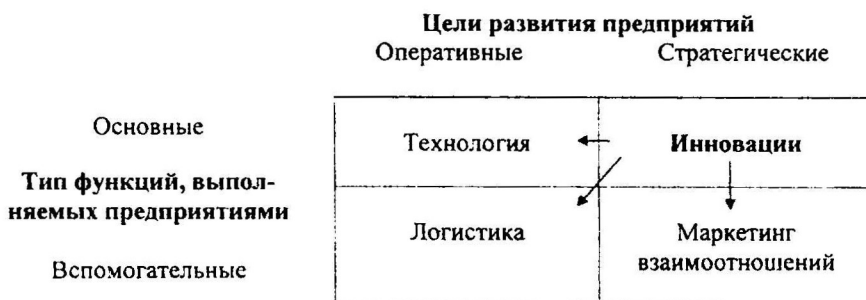 Цели развития предприятий
Оперативные Стратегические
Основные
Технология Инновации
Тип функций, выпол-
няемых предприятиями
Логистика Маркетинг
взаимоотношений
Вспомогательные